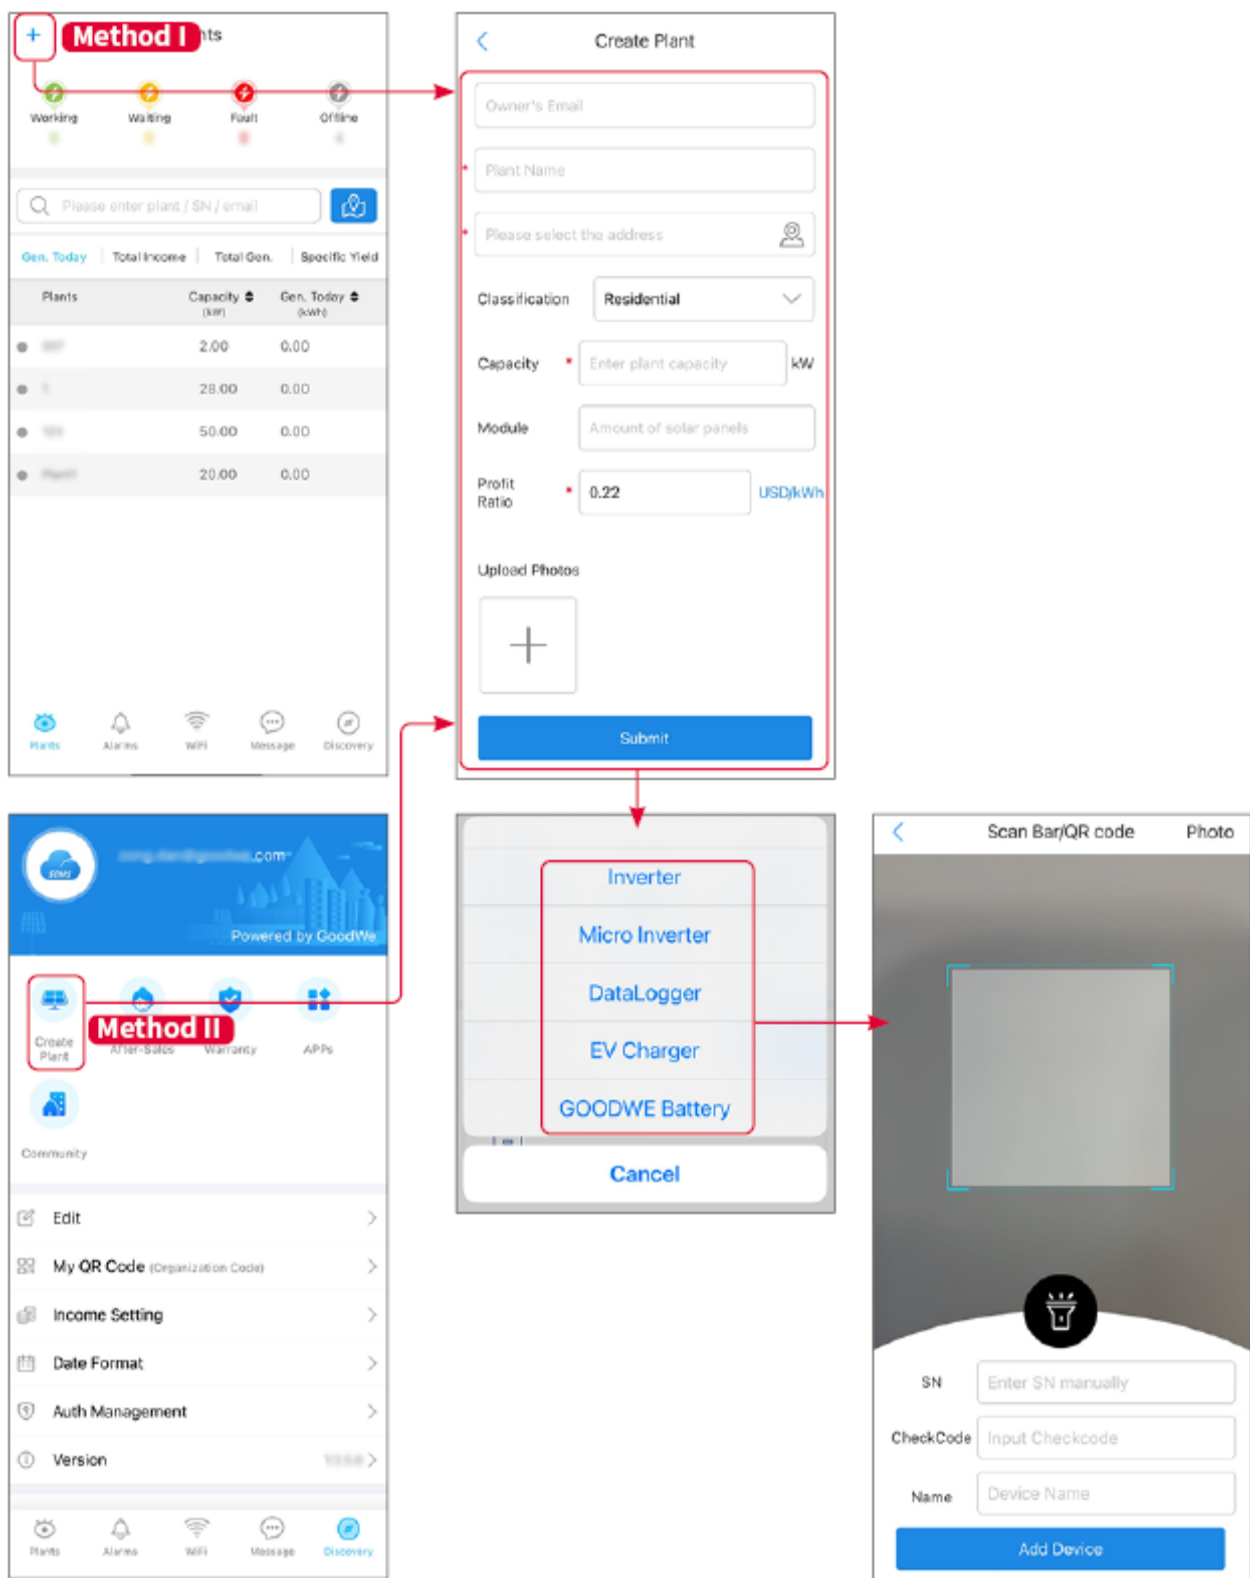 + Method I nts
Working Waiting Fault Offline
Please enter plant / SN / email
Gen. Today Total Income Total Gen. Specific Yield
Plants Capacity (kW) Gen. Today (kWh)
2.00 0.00
1 28.00 0.00
50.00 0.00
20.00 0.00
Plants Alarms WiFi Message Discovery
Create Plant
Owner's Email
* Plant Name
* Please select the address
Classification Residential
Capacity * Enter plant capacity kW
Module Amount of solar panels
Profit Ratio * 0.22 USD/kWh
Upload Photos
Submit
SEMS
.com
Powered by GoodWe
Create Plant Method II After-Sales Warranty APPs
Community
Edit
My QR Code (Organization Code)
Income Setting
Date Format
Auth Management
Version
Plants Alarms WiFi Message Discovery
Inverter
Micro Inverter
DataLogger
EV Charger
GOODWE Battery
Cancel
Scan Bar/QR code Photo
SN Enter SN manually
CheckCode Input Checkcode
Name Device Name
Add Device